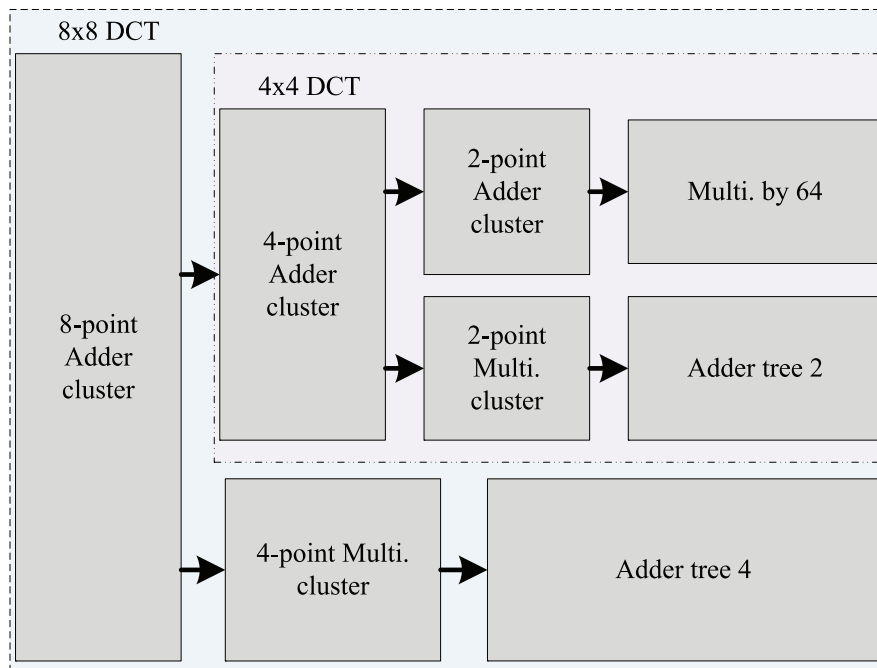 8x8 DCT
4x4 DCT
8-point
Adder
cluster
4-point
Adder
cluster
2-point
Adder
cluster
Multi. by 64
2-point
Multi.
cluster
Adder tree 2
4-point Multi.
cluster
Adder tree 4